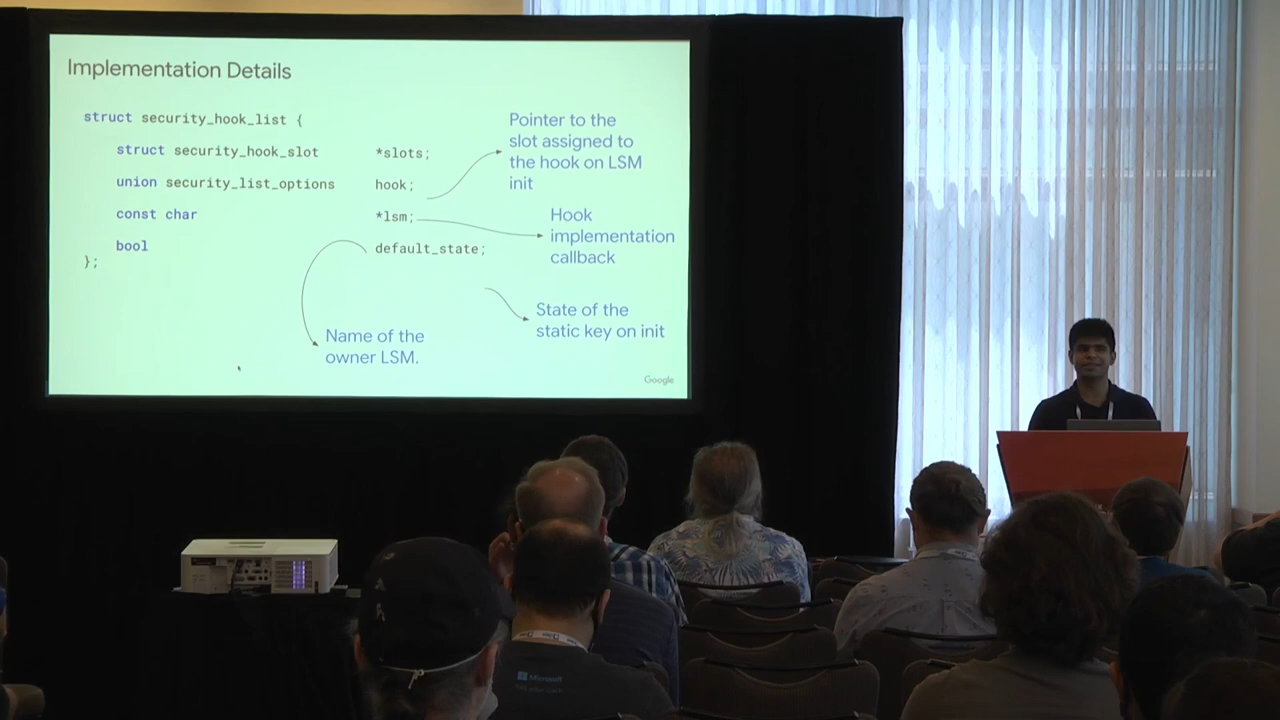 Implementation Details
struct security_hook_list {
struct security_hook_slot *slots;
union security_list_options hook;
const char *lsm;
bool default_state;
};
Pointer to the
slot assigned to
the hook on LSM
init
Hook
implementation
callback
State of the
static key on init
Name of the
owner LSM.
Google
Microsoft